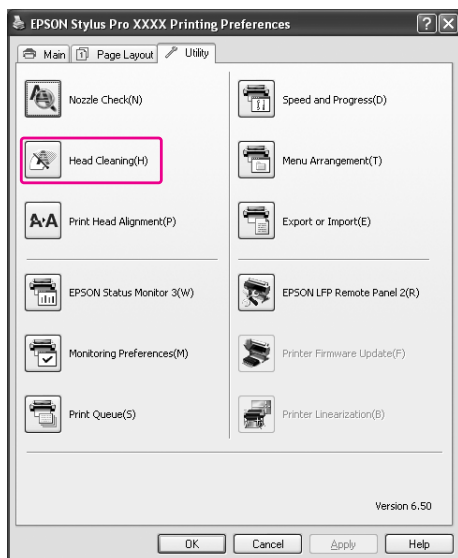 EPSON Stylus Pro XXXX Printing Preferences
Main Page Layout Utility
Nozzle Check(N)
Speed and Progress(D)
Head Cleaning(H)
Menu Arrangement(T)
A·A Print Head Alignment(P)
Export or Import(E)
EPSON Status Monitor 3(W)
EPSON LFP Remote Panel 2(R)
Monitoring Preferences(M)
Printer Firmware Update(F)
Print Queue(S)
Printer Linearization(B)
Version 6.50
OK Cancel Apply Help